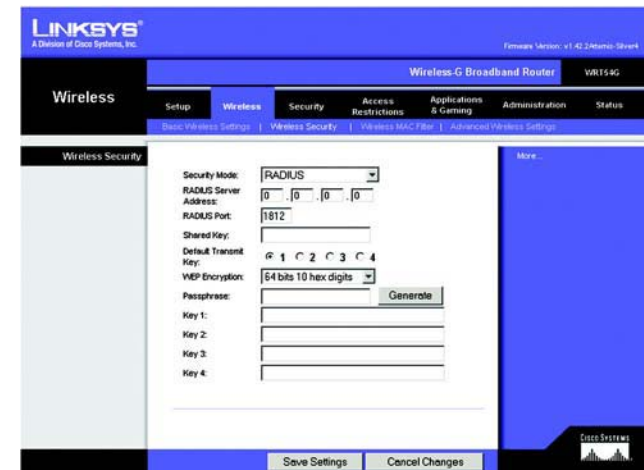 LINKSYS®
A Division of Cisco Systems, Inc.
Firmware Version: v1.42.2Artemis-Silver4
Wireless-G Broadband Router WRT54G
Wireless
Setup Wireless Security Access Restrictions Applications & Gaming Administration Status
Basic Wireless Settings | Wireless Security | Wireless MAC Filter | Advanced Wireless Settings
Wireless Security
More...
Security Mode: RADIUS
RADIUS Server Address: 0 . 0 . 0 . 0
RADIUS Port: 1812
Shared Key:
Default Transmit Key: 1 2 3 4
WEP Encryption: 64 bits 10 hex digits
Passphrase: Generate
Key 1:
Key 2:
Key 3:
Key 4:
CISCO SYSTEMS
Save Settings Cancel Changes